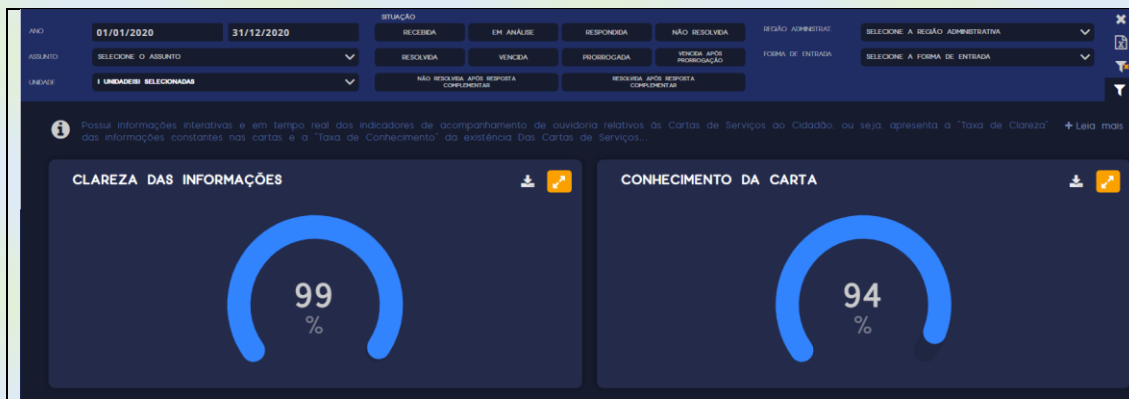 SITUAÇÃO
ANO 01/01/2020 31/12/2020 RECEBIDA EM ANÁLISE RESPONDIDA NÃO RESOLVIDA REGIÃO ADMINISTRAT. SELECIONE A REGIÃO ADMINISTRATIVA
ASSUNTO SELECIONE O ASSUNTO RESOLVIDA VENCIDA PRORROGADA VENCIDA APÓS PRORROGAÇÃO FORMA DE ENTRADA SELECIONE A FORMA DE ENTRADA
UNIDADE 1 UNIDADE(S) SELECIONADAS NÃO RESOLVIDA APÓS RESPOSTA COMPLEMENTAR RESOLVIDA APÓS RESPOSTA COMPLEMENTAR
Possui informações interativas e em tempo real dos indicadores de acompanhamento de ouvidoria relativos às Cartas de Serviços ao Cidadão, ou seja, apresenta a "Taxa de Clareza" + Leia mais
das informações constantes nas cartas e a "Taxa de Conhecimento" da existência Das Cartas de Serviços...
CLAREZA DAS INFORMAÇÕES
99
%
CONHECIMENTO DA CARTA
94
%